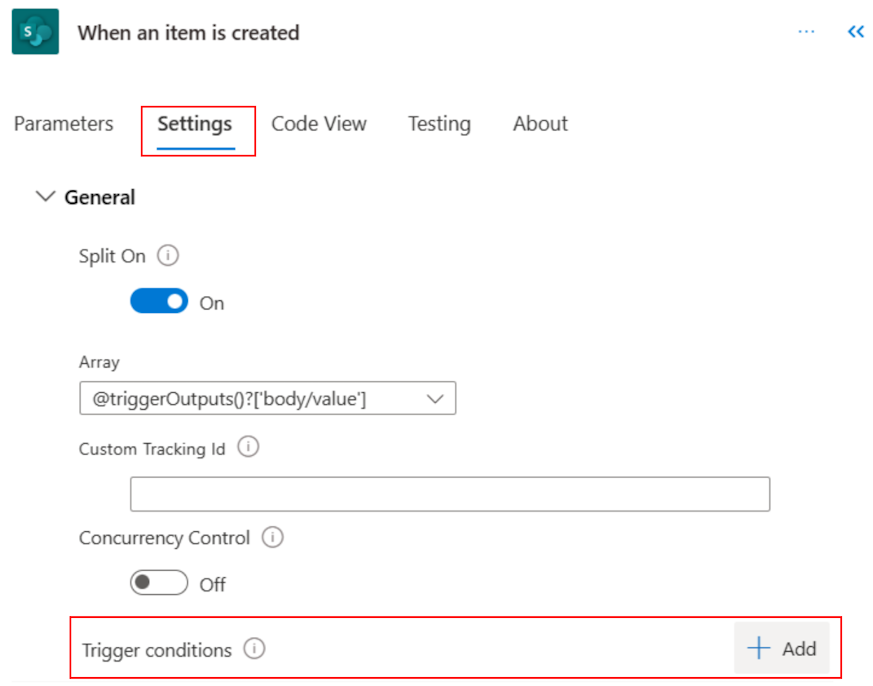 S
When an item is created
Parameters Settings Code View Testing About
General
Split On
On
Array
@triggerOutputs()?['body/value']
Custom Tracking Id
Concurrency Control
Off
Trigger conditions
Add